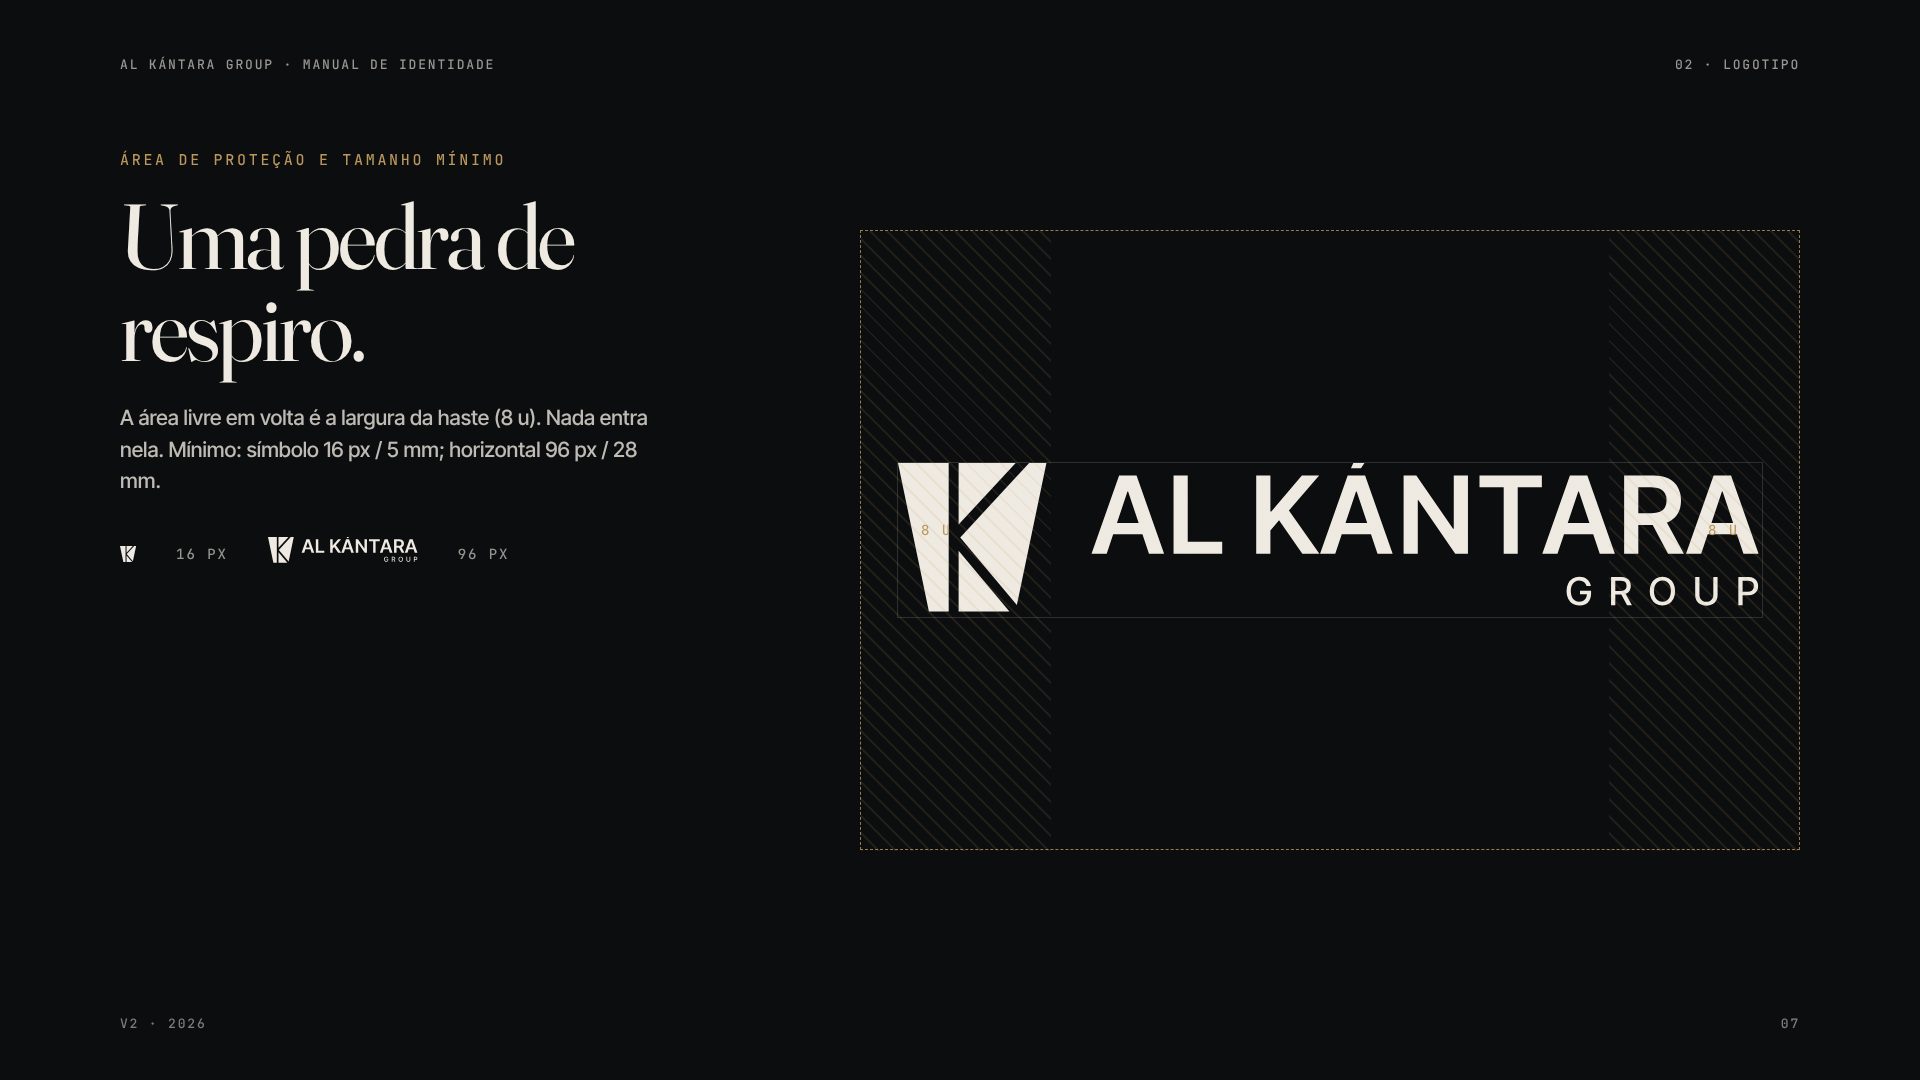 AL KÁNTARA GROUP · MANUAL DE IDENTIDADE
02 · LOGOTIPO
ÁREA DE PROTEÇÃO E TAMANHO MÍNIMO
Uma pedra de
respiro.
A área livre em volta é a largura da haste (8 u). Nada entra
nela. Mínimo: símbolo 16 px / 5 mm; horizontal 96 px / 28
mm.
16 PX
AL KÁNTARA
GROUP
96 PX
8 U
AL KÁNTARA
8 U
GROUP
V2 · 2026
07